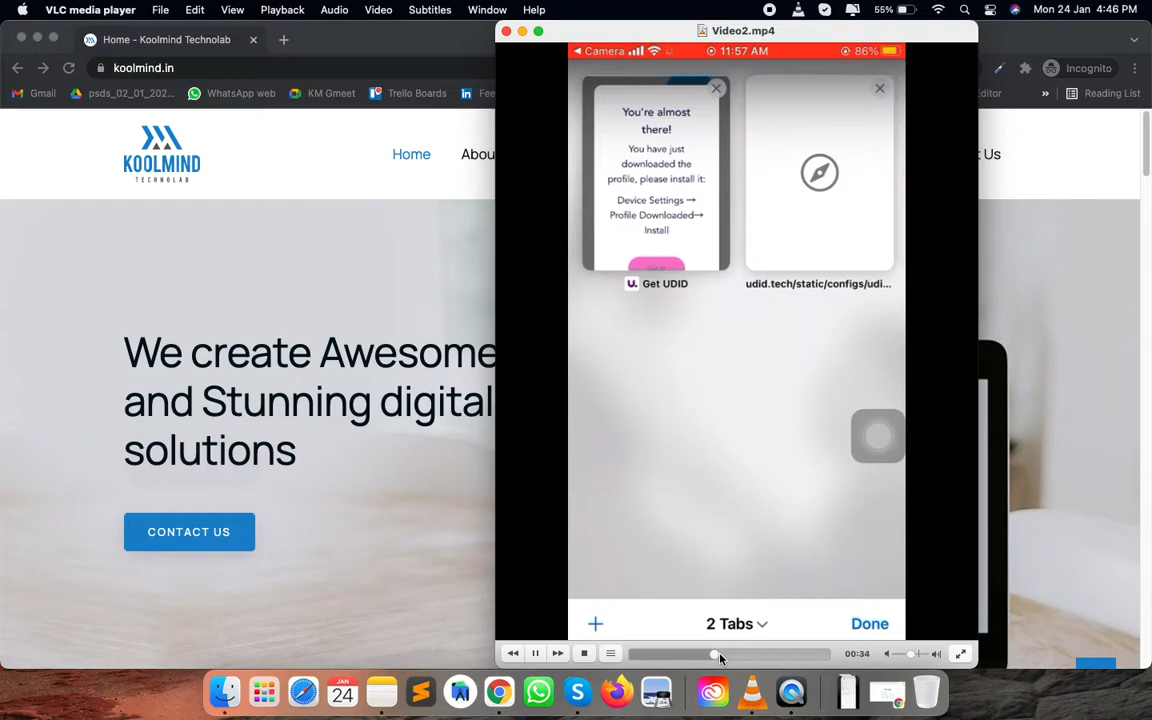 VLC media player File Edit View Playback Audio Video Subtitles Window Help 55% Mon 24 Jan 4:46 PM
Home - Koolmind Technolab
Video2.mp4
koolmind.in
Incognito
Gmail psds_02_01_202... WhatsApp web KM Gmeet Trello Boards Fee
Editor » Reading List
Camera 11:57 AM 86%
KOOLMIND
TECHNOLAB
Home Abou t Us
You're almost
there!
You have just
downloaded the
profile, please install it:
Device Settings →
Profile Downloaded→
Install
U. Get UDID udid.tech/static/configs/udi...
We create Awesome
and Stunning digital
solutions
CONTACT US
+ 2 Tabs Done
00:34
JAN
24